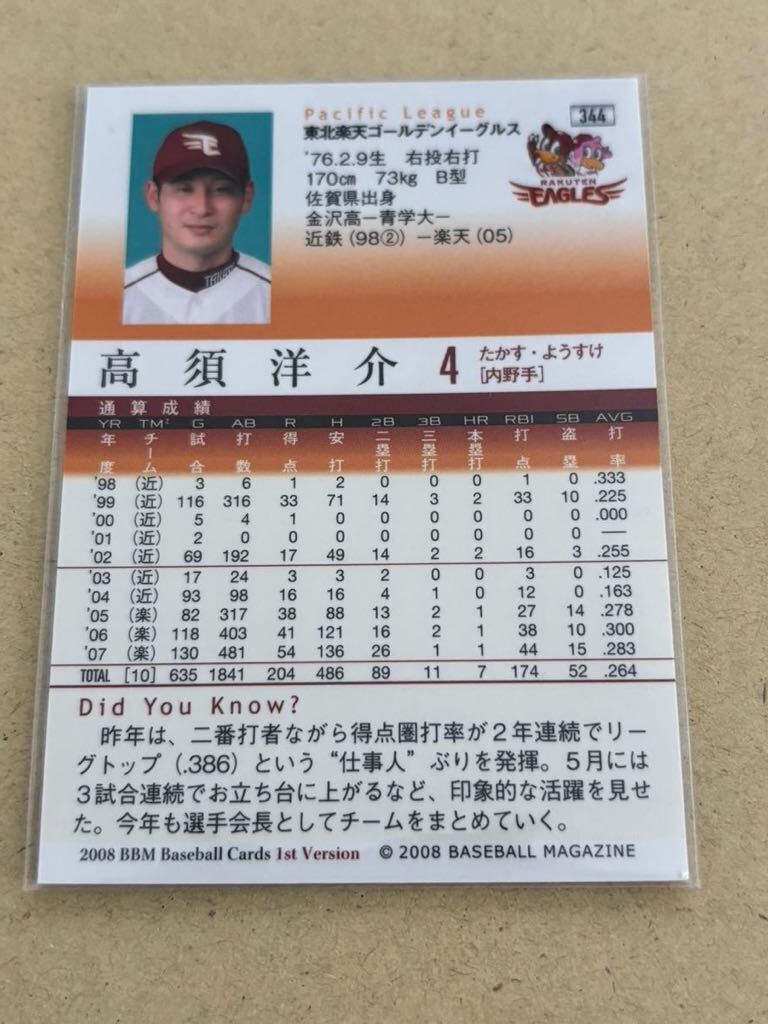 Pacific League
344
東北楽天ゴールデンイーグルス
'76.2.9生 右投右打
170cm 73kg B型
佐賀県出身
金沢高ー青学大ー
近鉄(98②)ー楽天(05)
RAKUTEN
EAGLES
高須洋介 4 たかす・ようすけ
[内野手]
通算成績
YR TM² G AB R H 2B 3B HR RBI SB AVG
年度 チーム 試合 打数 得点 安打 二塁打 三塁打 本塁打 打点 盗塁 打率
'98 (近) 3 6 1 2 0 0 0 1 0 .333
'99 (近) 116 316 33 71 14 3 2 33 10 .225
'00 (近) 5 4 1 0 0 0 0 0 0 .000
'01 (近) 2 0 0 0 0 0 0 0 0 —
'02 (近) 69 192 17 49 14 2 2 16 3 .255
'03 (近) 17 24 3 3 2 0 0 3 0 .125
'04 (近) 93 98 16 16 4 1 0 12 0 .163
'05 (楽) 82 317 38 88 13 2 1 27 14 .278
'06 (楽) 118 403 41 121 16 2 1 38 10 .300
'07 (楽) 130 481 54 136 26 1 1 44 15 .283
TOTAL [10] 635 1841 204 486 89 11 7 174 52 .264
Did You Know?
昨年は、二番打者ながら得点圏打率が2年連続でリー
グトップ(.386)という“仕事人”ぶりを発揮。5月には
3試合連続でお立ち台に上がるなど、印象的な活躍を見せ
た。今年も選手会長としてチームをまとめていく。
2008 BBM Baseball Cards 1st Version © 2008 BASEBALL MAGAZINE